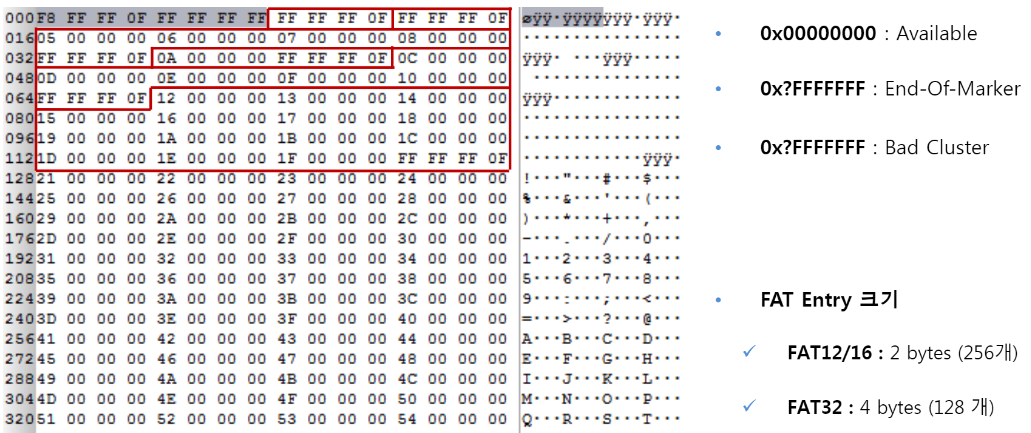 000 F8 FF FF 0F FF FF FF FF FF FF FF 0F FF FF FF 0F øÿÿ·ÿÿÿÿÿÿÿ·ÿÿÿ·
016 05 00 00 00 06 00 00 00 07 00 00 00 08 00 00 00 ················
032 FF FF FF 0F 0A 00 00 00 FF FF FF 0F 0C 00 00 00 ÿÿÿ· ···ÿÿÿ·····
048 0D 00 00 00 0E 00 00 00 0F 00 00 00 10 00 00 00 ···············
064 FF FF FF 0F 12 00 00 00 13 00 00 00 14 00 00 00 ÿÿÿ·············
080 15 00 00 00 16 00 00 00 17 00 00 00 18 00 00 00 ················
096 19 00 00 00 1A 00 00 00 1B 00 00 00 1C 00 00 00 ················
112 1D 00 00 00 1E 00 00 00 1F 00 00 00 FF FF FF 0F ············ÿÿÿ·
128 21 00 00 00 22 00 00 00 23 00 00 00 24 00 00 00 !···"···#···$···
144 25 00 00 00 26 00 00 00 27 00 00 00 28 00 00 00 %···&···'···(···
160 29 00 00 00 2A 00 00 00 2B 00 00 00 2C 00 00 00 )···*···+···,···
176 2D 00 00 00 2E 00 00 00 2F 00 00 00 30 00 00 00 -···.···/···0···
192 31 00 00 00 32 00 00 00 33 00 00 00 34 00 00 00 1···2···3···4···
208 35 00 00 00 36 00 00 00 37 00 00 00 38 00 00 00 5···6···7···8···
224 39 00 00 00 3A 00 00 00 3B 00 00 00 3C 00 00 00 9···:···;···<···
240 3D 00 00 00 3E 00 00 00 3F 00 00 00 40 00 00 00 =···>···?···@···
256 41 00 00 00 42 00 00 00 43 00 00 00 44 00 00 00 A···B···C···D···
272 45 00 00 00 46 00 00 00 47 00 00 00 48 00 00 00 E···F···G···H···
288 49 00 00 00 4A 00 00 00 4B 00 00 00 4C 00 00 00 I···J···K···L···
304 4D 00 00 00 4E 00 00 00 4F 00 00 00 50 00 00 00 M···N···O···P···
320 51 00 00 00 52 00 00 00 53 00 00 00 54 00 00 00 Q···R···S···T···
• 0x00000000 : Available
• 0x?FFFFFFF : End-Of-Marker
• 0x?FFFFFFF : Bad Cluster
• FAT Entry 크기
✓ FAT12/16 : 2 bytes (256개)
✓ FAT32 : 4 bytes (128 개)